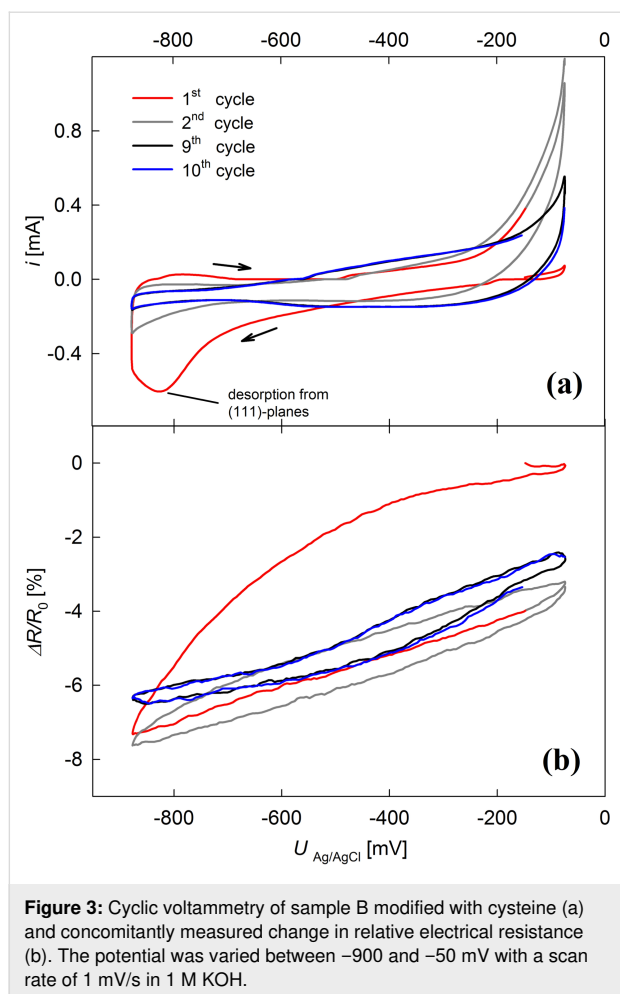 -800 -600 -400 -200 0
1st cycle
2nd cycle
9th cycle
10th cycle
0.8
0.4
0.0
-0.4
i [mA]
desorption from
(111)-planes
(a)
0
-2
-4
-6
-8
ΔR/R0 [%]
(b)
-800 -600 -400 -200 0
U Ag/AgCl [mV]
Figure 3: Cyclic voltammetry of sample B modified with cysteine (a)
and concomitantly measured change in relative electrical resistance
(b). The potential was varied between −900 and −50 mV with a scan
rate of 1 mV/s in 1 M KOH.